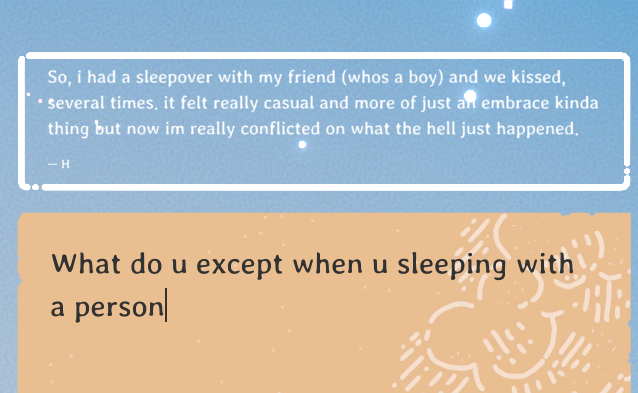 So, i had a sleepover with my friend (whos a boy) and we kissed,
several times. it felt really casual and more of just an embrace kinda
thing but now im really conflicted on what the hell just happened.
— H
What do u except when u sleeping with
a person